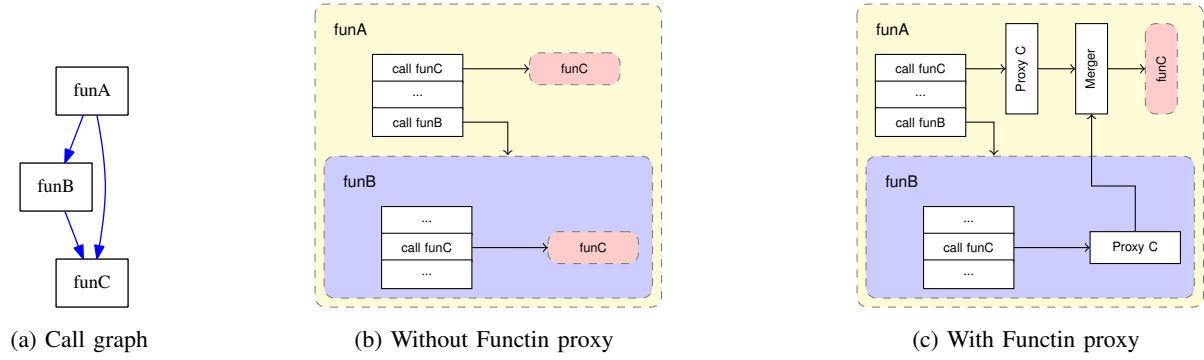 funA
funB
funC
(a) Call graph
funA
call funC
...
call funB
funC
funB
...
call funC
...
funC
(b) Without Functin proxy
funA
call funC
...
call funB
Proxy C
Merger
funC
funB
...
call funC
...
Proxy C
(c) With Functin proxy